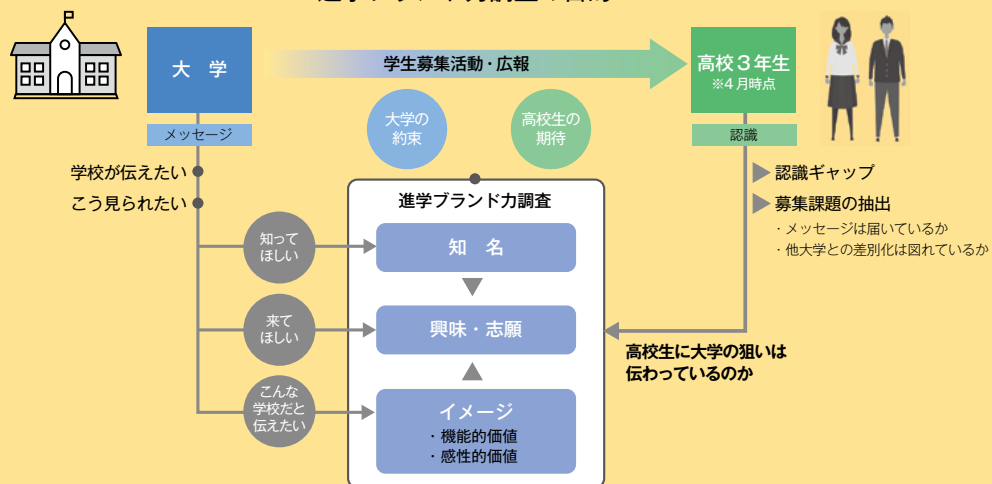 大　学
学生募集活動・広報
高校３年生
※4 月時点
メッセージ
大学の
約束
高校生の
期待
認識
学校が伝えたい
こう見られたい
認識ギャップ
募集課題の抽出
・メッセージは届いているか
・他大学との差別化は図れているか
進学ブランド力調査
知って
ほしい
知　名
来て
ほしい
興味・志願
高校生に大学の狙いは
伝わっているのか
こんな
学校だと
伝えたい
イメージ
・機能的価値
・感性的価値